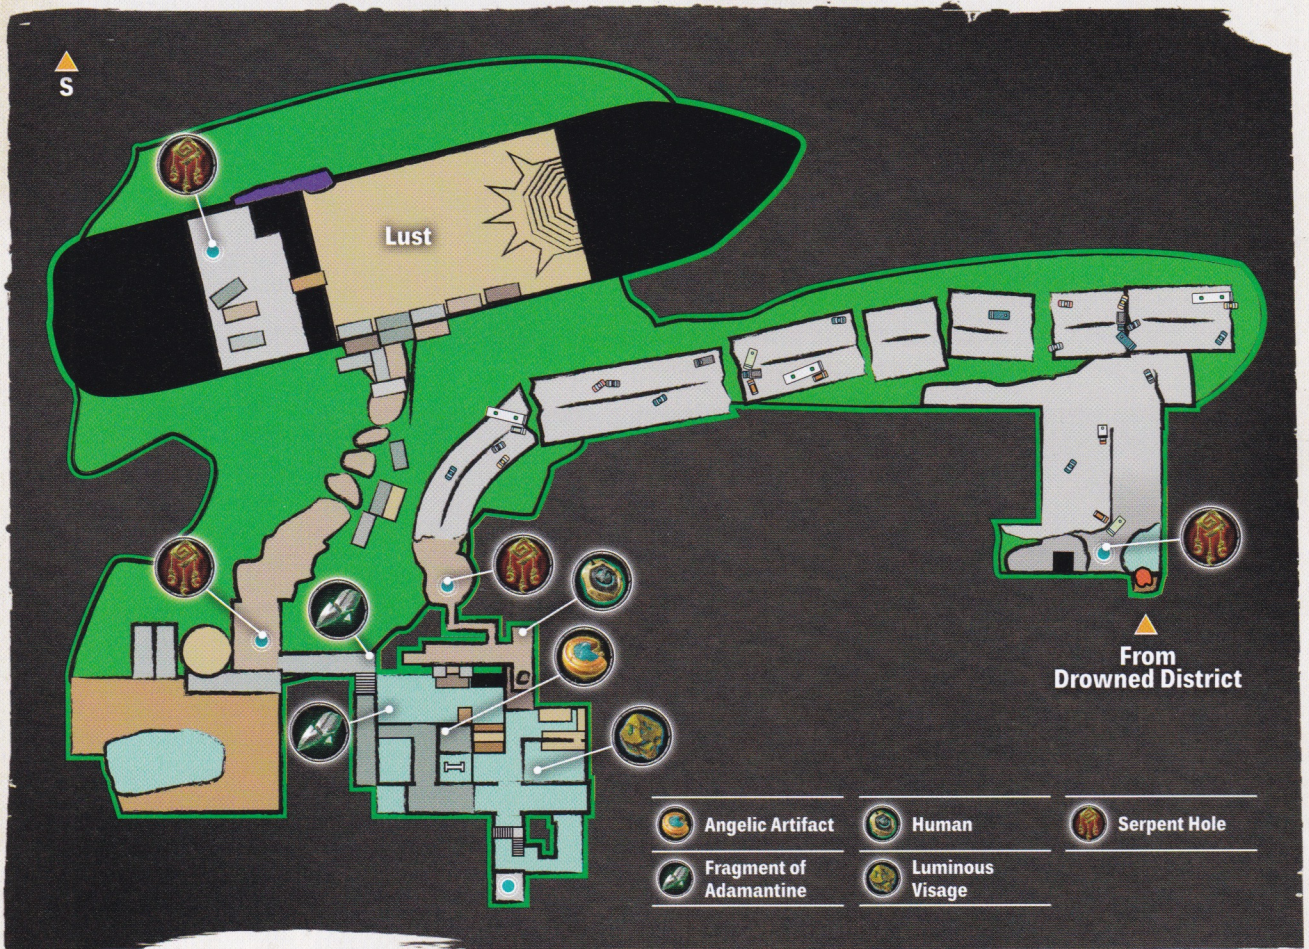 S
Lust
From
Drowned District
Angelic Artifact
Human
Serpent Hole
Fragment of
Adamantine
Luminous
Visage